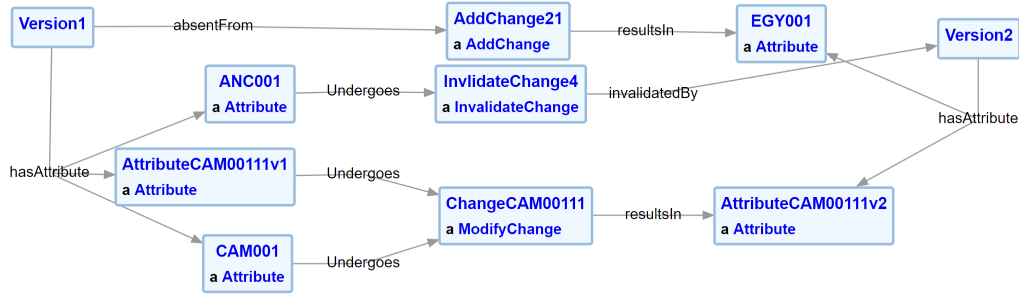 Version1
absentFrom
AddChange21
a AddChange
resultsIn
EGY001
a Attribute
Version2
ANC001
a Attribute
Undergoes
InvlidateChange4
a InvalidateChange
invalidatedBy
hasAttribute
hasAttribute
AttributeCAM00111v1
a Attribute
Undergoes
ChangeCAM00111
a ModifyChange
resultsIn
AttributeCAM00111v2
a Attribute
CAM001
a Attribute
Undergoes